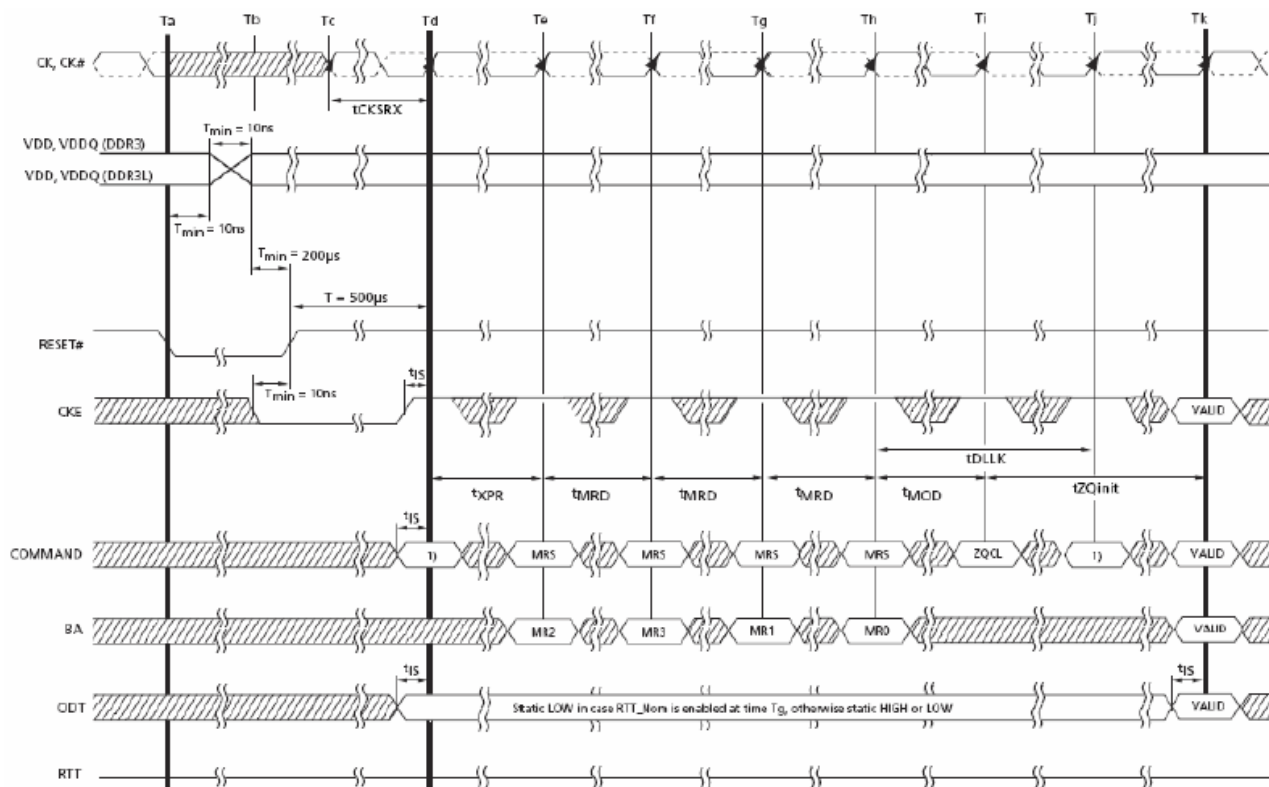 Ta Tb Tc Td Te Tf Tg Th Ti Tj Tk
CK, CK#
tCKSRX
Tmin = 10ns
VDD, VDDQ (DDR3)
VDD, VDDQ (DDR3L)
Tmin = 10ns
Tmin = 200µs
T = 500µs
RESET#
Tmin = 10ns
tIS
CKE
VALID
tDLLK
tXPR tMRD tMRD tMRD tMOD tZQinit
tIS
COMMAND 1) MRS MRS MRS MRS ZQCL 1) VALID
BA MR2 MR3 MR1 MR0 VALID
tIS tIS
ODT Static LOW in case RTT_Nom is enabled at time Tg, otherwise static HIGH or LOW VALID
RTT